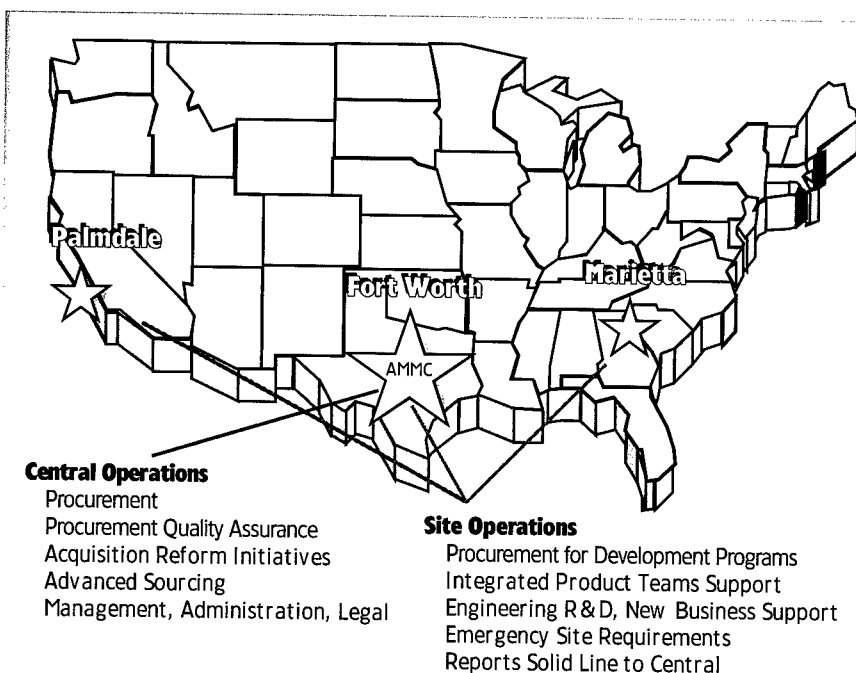 Palmdale
Fort Worth
Marietta
AMMC
Central Operations
Procurement
Procurement Quality Assurance
Acquisition Reform Initiatives
Advanced Sourcing
Management, Administration, Legal
Site Operations
Procurement for Development Programs
Integrated Product Teams Support
Engineering R&D, New Business Support
Emergency Site Requirements
Reports Solid Line to Central